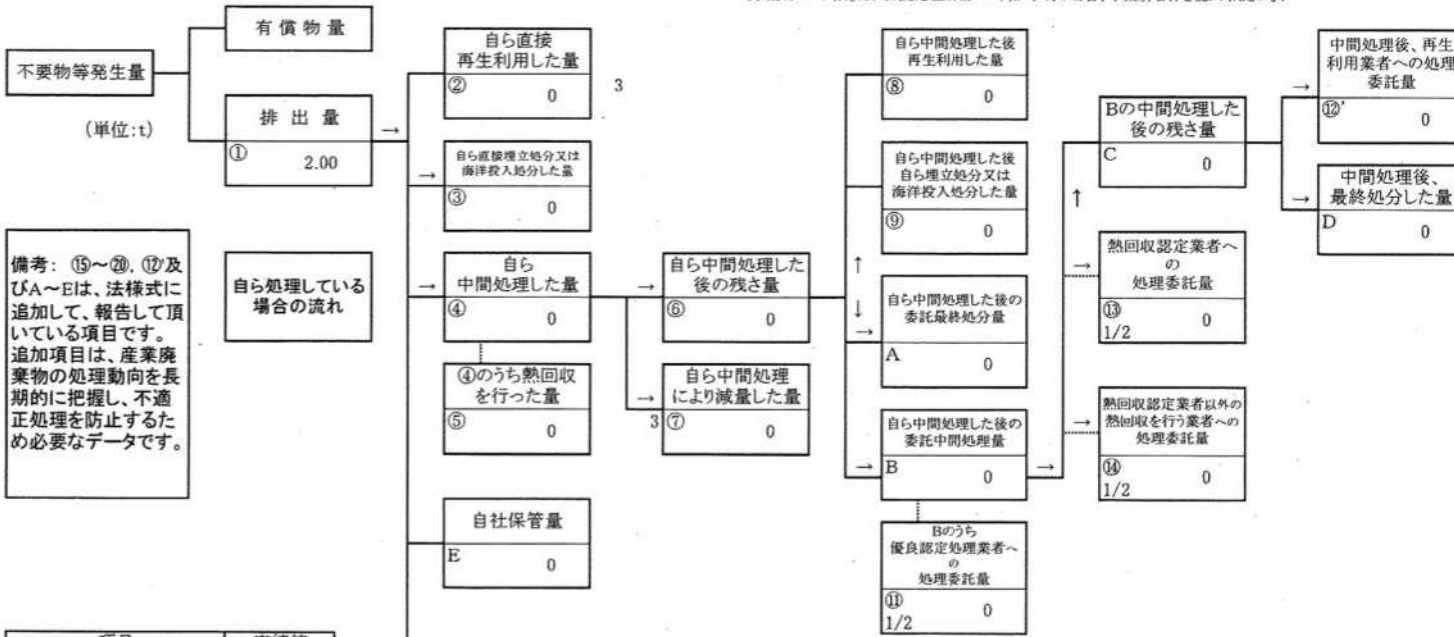 不要物等発生量
(単位:t)
有償物量
排出量
①
2.00
→
備考: ⑮～⑳, ⑫'及
びA～Eは、法様式に
追加して、報告して頂
いている項目です。
追加項目は、産業廃
棄物の処理動向を長
期的に把握し、不適
正処理を防止するた
め必要なデータです。
自ら処理している
場合の流れ
自ら直接
再生利用した量
②
0
3
→
自ら直接埋立処分又は
海洋投入処分した量
③
0
→
自ら
中間処理した量
④
0
④のうち熱回収
を行った量
⑤
0
自社保管量
E
0
→
自ら中間処理した
後の残さ量
⑥
0
→
3
自ら中間処理
により減量した量
⑦
0
自ら中間処理した後
再生利用した量
⑧
0
自ら中間処理した後
自ら埋立処分又は
海洋投入処分した量
⑨
0
↑
↓
→
自ら中間処理した後の
委託最終処分量
A
0
→
自ら中間処理した後の
委託中間処理量
B
0
→
Bのうち
優良認定処理業者へ
の
処理委託量
⑪
1/2
0
Bの中間処理した
後の残さ量
C
0
↑
→
熱回収認定業者へ
の
処理委託量
⑬
1/2
0
→
熱回収認定業者以外の
熱回収を行う業者への
処理委託量
⑭
1/2
0
→
中間処理後、再生
利用業者への処理
委託量
⑫'
0
→
中間処理後、
最終処分した量
D
0